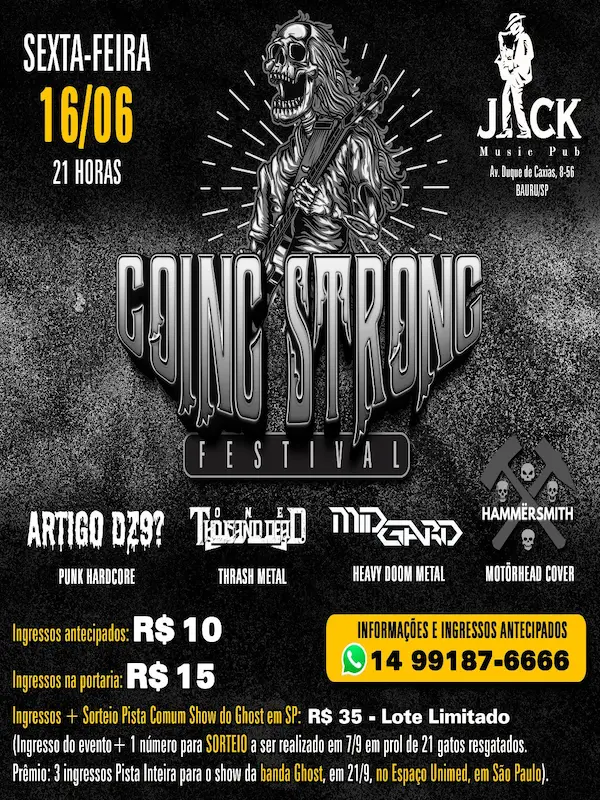 SEXTA-FEIRA
16/06
21 HORAS
JACK
Music Pub
Av. Duque de Caxias, 8-56
BAURU/SP
GOING STRONG
FESTIVAL
ARTIGO DZ9?
PUNK HARDCORE
ONE
THOUSAND DEAD
THRASH METAL
MIDGARD
HEAVY DOOM METAL
HAMMËRSMITH
MOTÖRHEAD COVER
Ingressos antecipados: R$ 10
Ingressos na portaria: R$ 15
INFORMAÇÕES E INGRESSOS ANTECIPADOS
14 99187-6666
Ingressos + Sorteio Pista Comum Show do Ghost em SP: R$ 35 - Lote Limitado
(Ingresso do evento + 1 número para SORTEIO a ser realizado em 7/9 em prol de 21 gatos resgatados.
Prêmio: 3 ingressos Pista Inteira para o show da banda Ghost, em 21/9, no Espaço Unimed, em São Paulo).